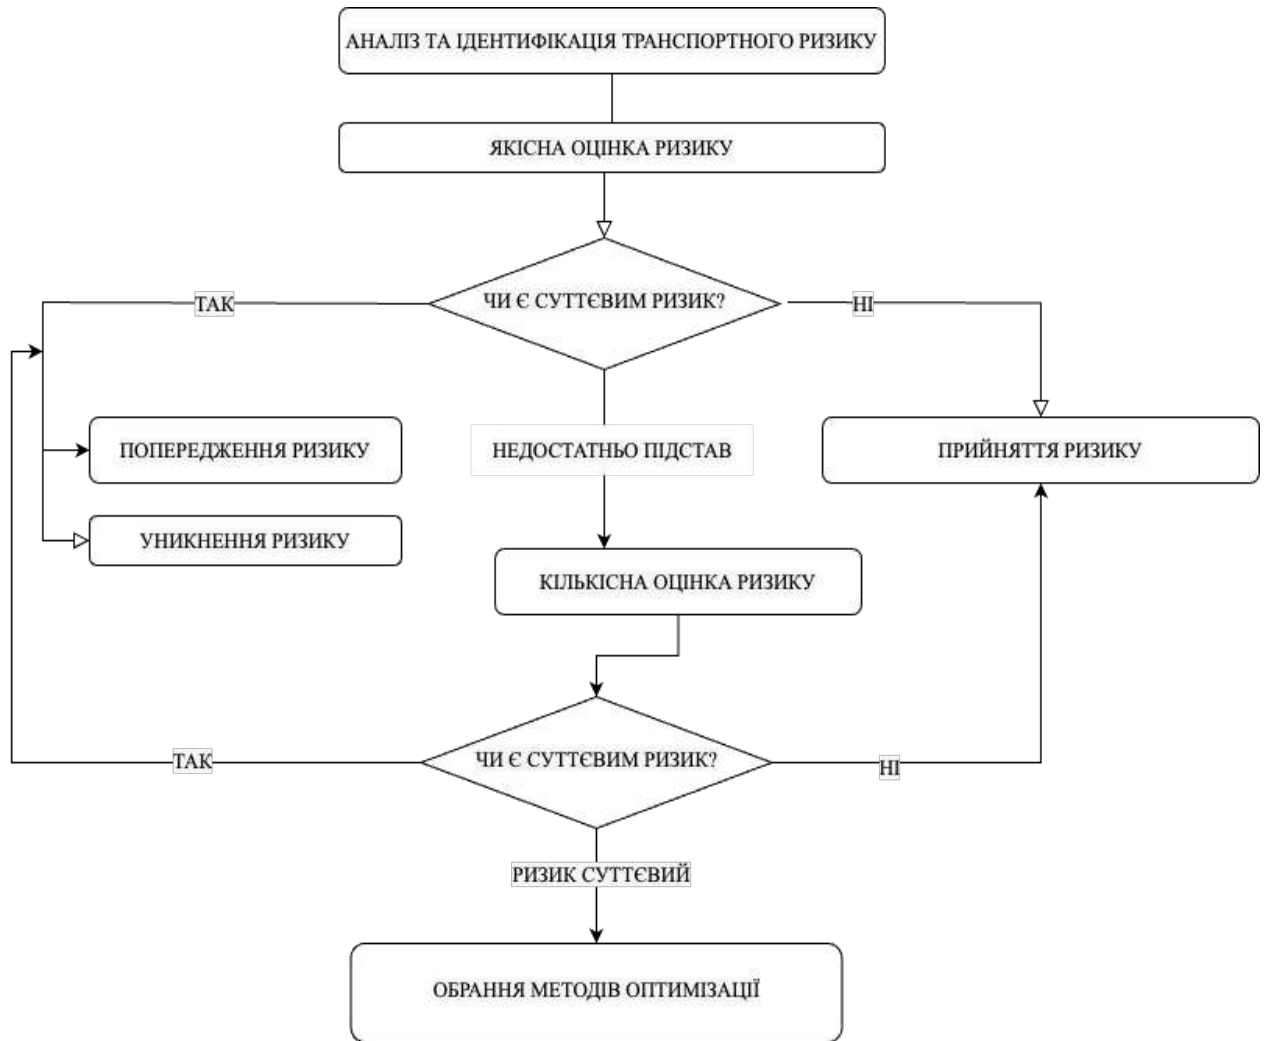 АНАЛІЗ ТА ІДЕНТИФІКАЦІЯ ТРАНСПОРТНОГО РИЗИКУ
ЯКІСНА ОЦІНКА РИЗИКУ
ЧИ Є СУТТЄВИМ РИЗИК?
ТАК
НІ
ПОПЕРЕДЖЕННЯ РИЗИКУ
НЕДОСТАТНЬО ПІДСТАВ
ПРИЙНЯТТЯ РИЗИКУ
УНИКНЕННЯ РИЗИКУ
КІЛЬКІСНА ОЦІНКА РИЗИКУ
ЧИ Є СУТТЄВИМ РИЗИК?
ТАК
НІ
РИЗИК СУТТЄВИЙ
ОБРАННЯ МЕТОДІВ ОПТИМІЗАЦІЇ